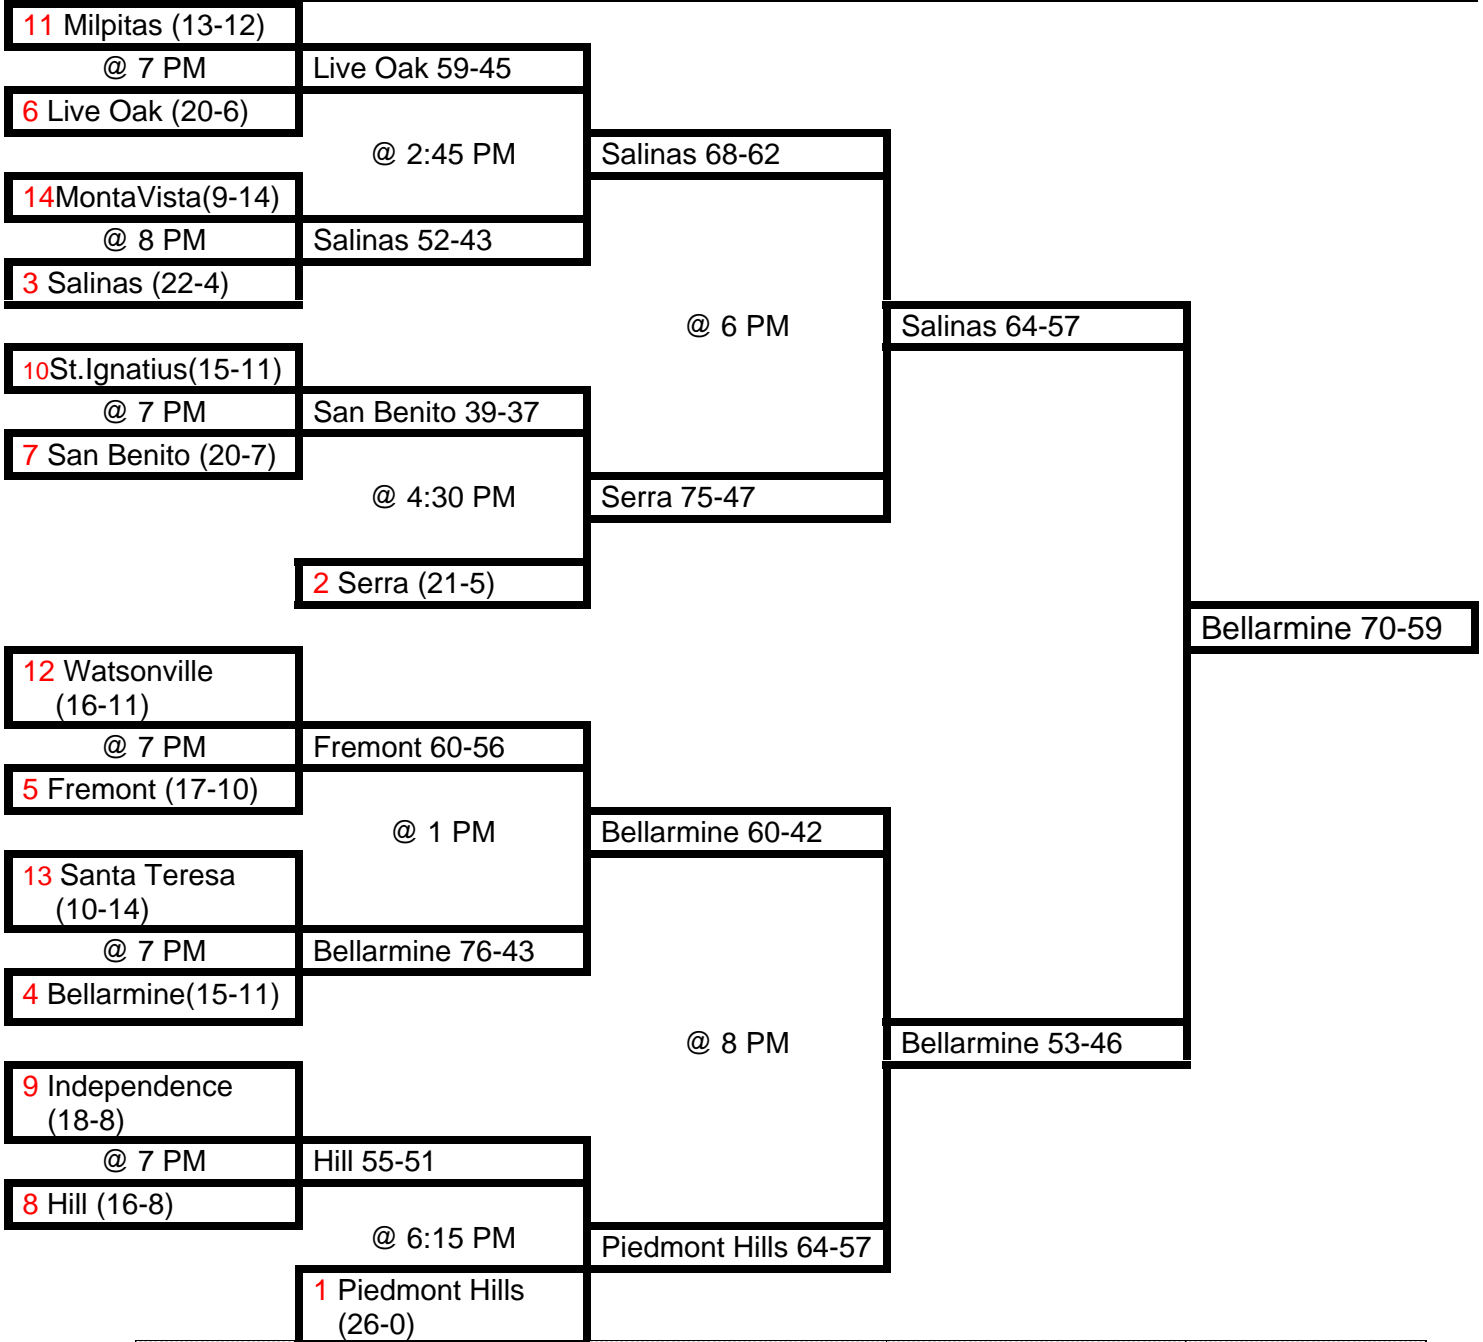 11 Milpitas (13-12)
@ 7 PM
Live Oak 59-45
6 Live Oak (20-6)
@ 2:45 PM
Salinas 68-62
14MontaVista(9-14)
@ 8 PM
Salinas 52-43
3 Salinas (22-4)
@ 6 PM
Salinas 64-57
10St.Ignatius(15-11)
@ 7 PM
San Benito 39-37
7 San Benito (20-7)
@ 4:30 PM
Serra 75-47
2 Serra (21-5)
Bellarmine 70-59
12 Watsonville
(16-11)
@ 7 PM
Fremont 60-56
5 Fremont (17-10)
@ 1 PM
Bellarmine 60-42
13 Santa Teresa
(10-14)
@ 7 PM
Bellarmine 76-43
4 Bellarmine(15-11)
@ 8 PM
Bellarmine 53-46
9 Independence
(18-8)
@ 7 PM
Hill 55-51
8 Hill (16-8)
@ 6:15 PM
Piedmont Hills 64-57
1 Piedmont Hills
(26-0)